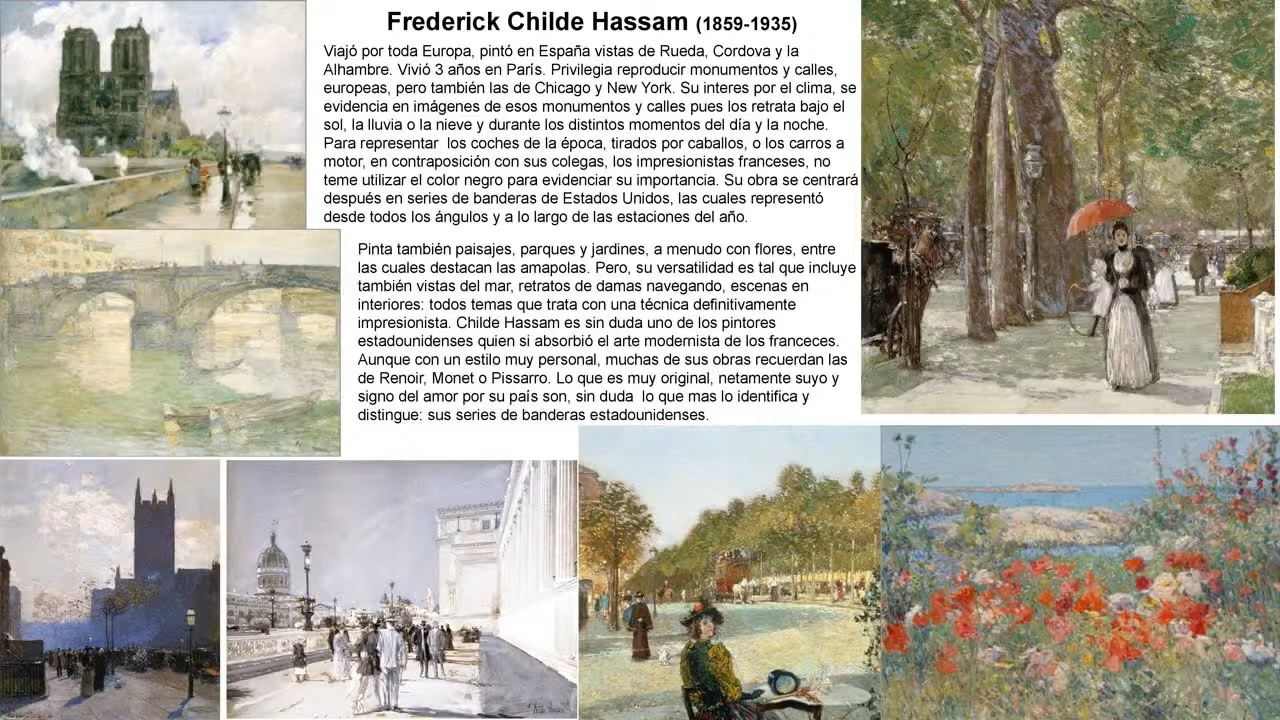 Frederick Childe Hassam (1859-1935)
Viajó por toda Europa, pintó en España vistas de Rueda, Cordova y la
Alhambre. Vivió 3 años en París. Privilegia reproducir monumentos y calles,
europeas, pero también las de Chicago y New York. Su interes por el clima, se
evidencia en imágenes de esos monumentos y calles pues los retrata bajo el
sol, la lluvia o la nieve y durante los distintos momentos del día y la noche.
Para representar los coches de la época, tirados por caballos, o los carros a
motor, en contraposición con sus colegas, los impresionistas franceses, no
teme utilizar el color negro para evidenciar su importancia. Su obra se centrará
después en series de banderas de Estados Unidos, las cuales representó
desde todos los ángulos y a lo largo de las estaciones del año.
Pinta también paisajes, parques y jardines, a menudo con flores, entre
las cuales destacan las amapolas. Pero, su versatilidad es tal que incluye
también vistas del mar, retratos de damas navegando, escenas en
interiores: todos temas que trata con una técnica definitivamente
impresionista. Childe Hassam es sin duda uno de los pintores
estadounidenses quien si absorbió el arte modernista de los franceces.
Aunque con un estilo muy personal, muchas de sus obras recuerdan las
de Renoir, Monet o Pissarro. Lo que es muy original, netamente suyo y
signo del amor por su país son, sin duda lo que mas lo identifica y
distingue: sus series de banderas estadounidenses.